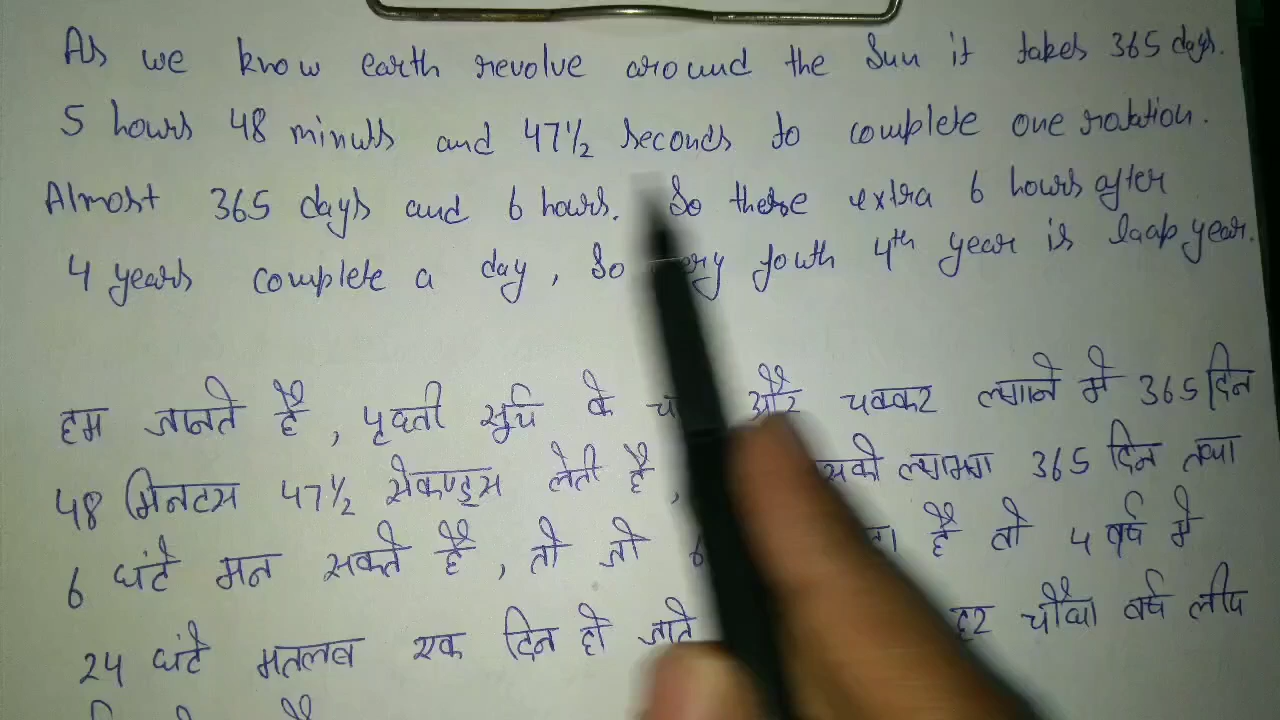 As we know earth revolve around the Sun it takes 365 days.
5 hours 48 minuts and 47½ seconds to complete one rotation.
Almost 365 days and 6 hours. So these extra 6 hours after
4 years complete a day, so fouth 4th year is laap year.
हम जानते है, पृथ्वी सुर्य के और चक्कर लगाने मे 365 दिन
48 मिनटस 47½ सेकण्ड्स लेती है, लगभग 365 दिन तथा
6 घंटे मन सकते है, तो जो 6 है तो 4 वर्ष मे
24 घंटे मतलब एक दिन हो जाते हर चौथा वर्ष लीप